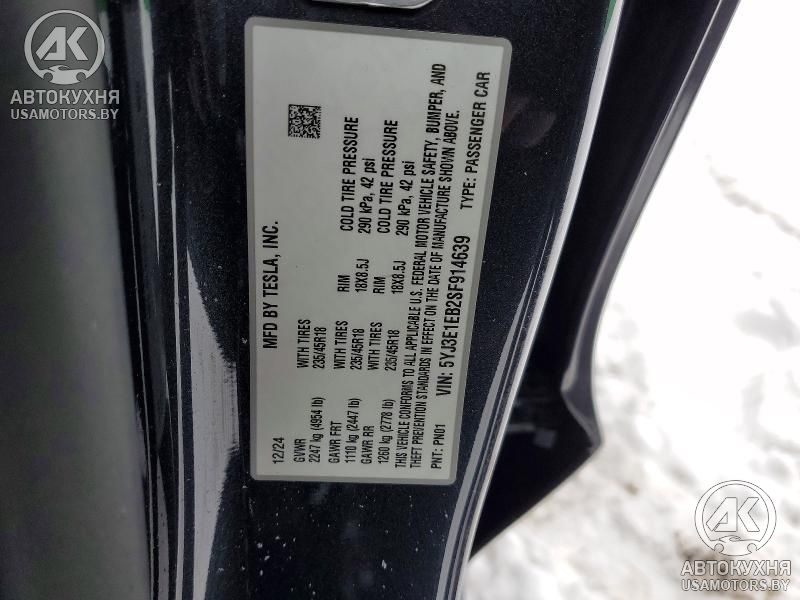 MFD BY TESLA, INC.
12/24
GVWR
2247 kg (4954 lb)
WITH TIRES
235/45R18
RIM
18X8.5J
COLD TIRE PRESSURE
290 kPa, 42 psi
GAWR FRT
1110 kg (2447 lb)
WITH TIRES
235/45R18
RIM
18X8.5J
COLD TIRE PRESSURE
290 kPa, 42 psi
GAWR RR
1260 kg (2778 lb)
WITH TIRES
235/45R18
THIS VEHICLE CONFORMS TO ALL APPLICABLE U.S. FEDERAL MOTOR VEHICLE SAFETY, BUMPER, AND
THEFT PREVENTION STANDARDS IN EFFECT ON THE DATE OF MANUFACTURE SHOWN ABOVE.
PNT: PN01
VIN: 5YJ3E1EB2SF914639
TYPE: PASSENGER CAR
АК
АВТОКУХНЯ
USAMOTORS.BY
АК
АВТОКУХНЯ
USAMOTORS.BY